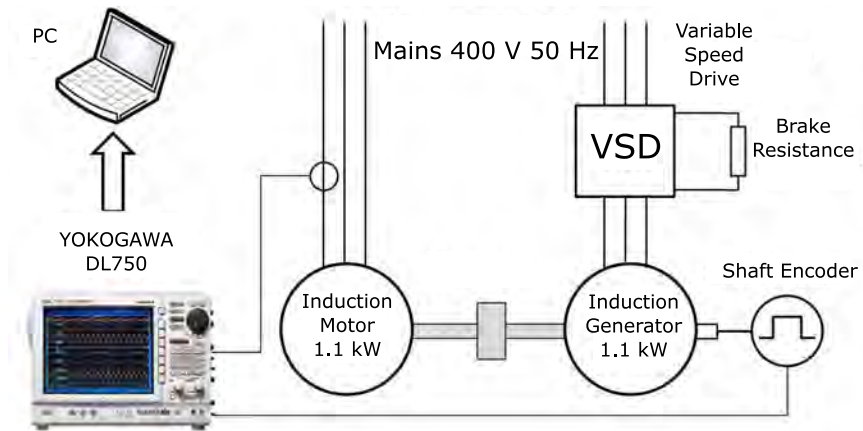 PC
Mains 400 V 50 Hz
Variable
Speed
Drive
VSD
Brake
Resistance
YOKOGAWA
DL750
Induction
Motor
1.1 kW
Induction
Generator
1.1 kW
Shaft Encoder